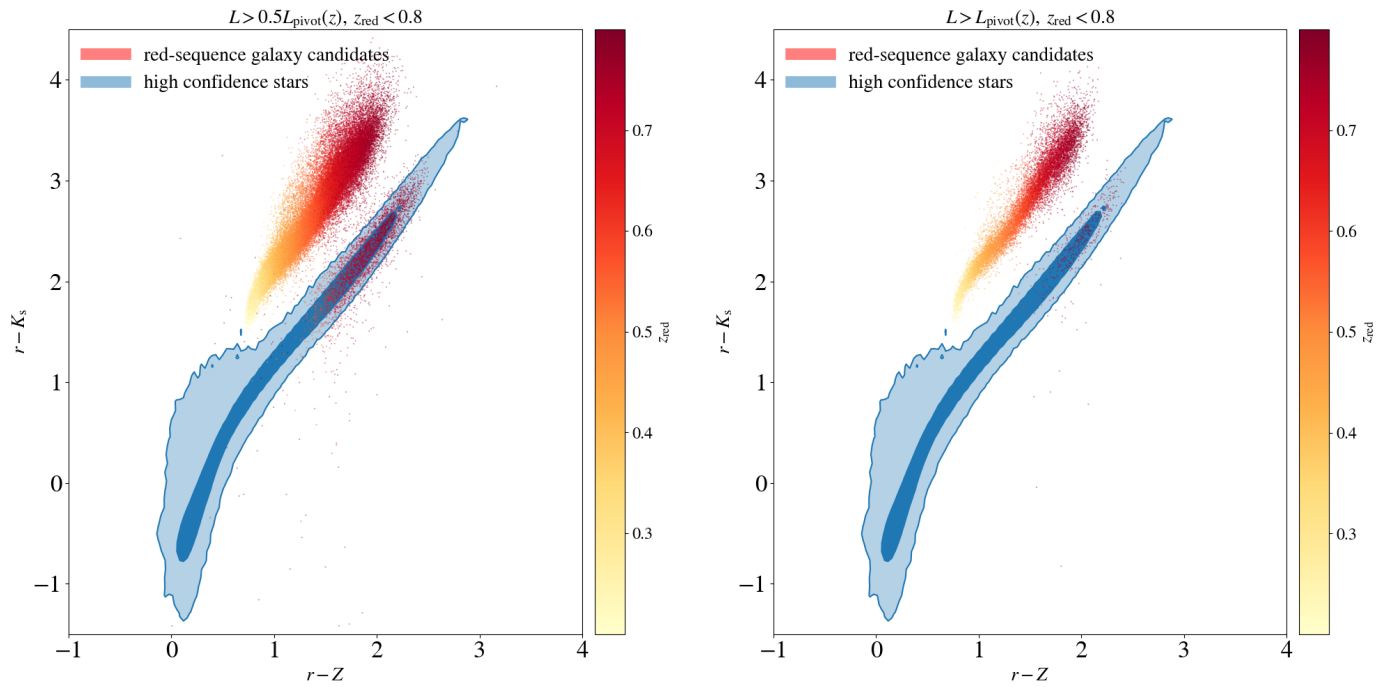 L > 0.5L_pivot(z), z_red < 0.8
red-sequence galaxy candidates
high confidence stars
4
3
2
1
0
−1
r − K_s
−1
0
1
2
3
4
r − Z
0.7
0.6
0.5
0.4
0.3
z_red
L > L_pivot(z), z_red < 0.8
red-sequence galaxy candidates
high confidence stars
4
3
2
1
0
−1
r − K_s
−1
0
1
2
3
4
r − Z
0.7
0.6
0.5
0.4
0.3
z_red